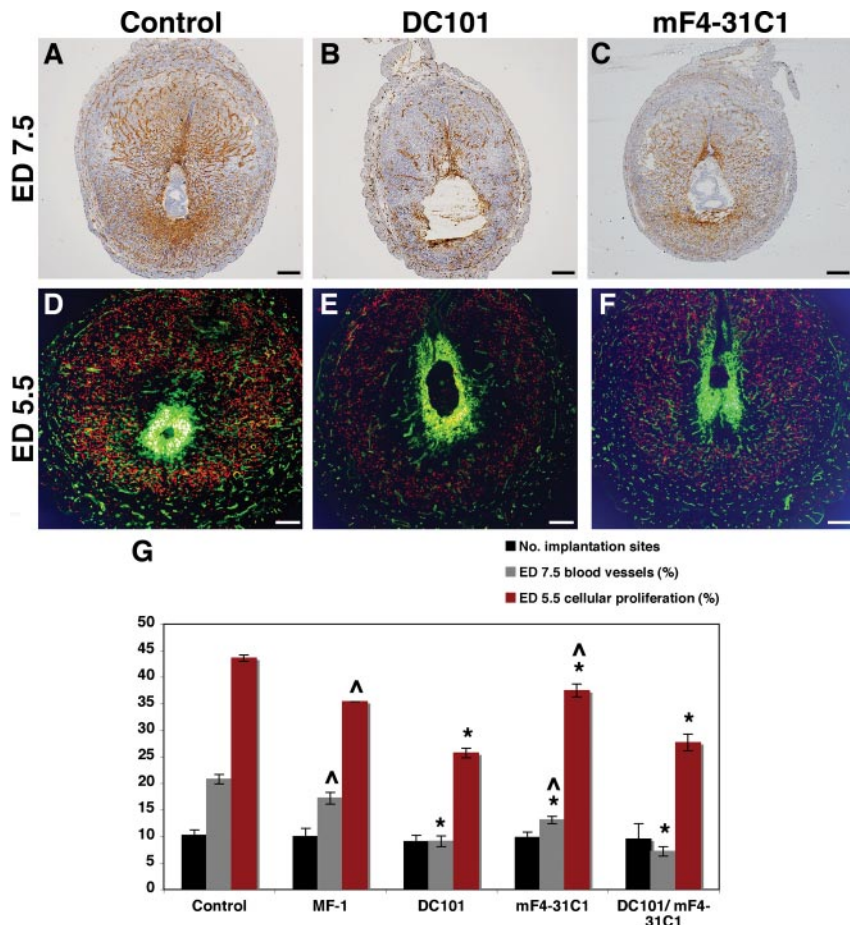 Control DC101 mF4-31C1
ED 7.5
A B C
ED 5.5
D E F
G
No. implantation sites
ED 7.5 blood vessels (%)
ED 5.5 cellular proliferation (%)
50
45
40
35
30
25
20
15
10
5
0
^ ^ * * ^ * ^ * * *
Control MF-1 DC101 mF4-31C1 DC101/ mF4-
31C1